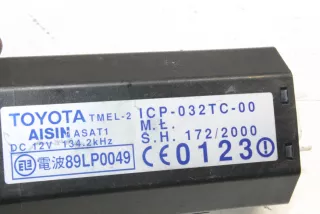 TOYOTA TMEL-2 ICP-032TC-00
AISIN ASAT1 M.Ł.
DC 12V 134.2kHz S.H. 172/2000
電波89LP0049 CE0123